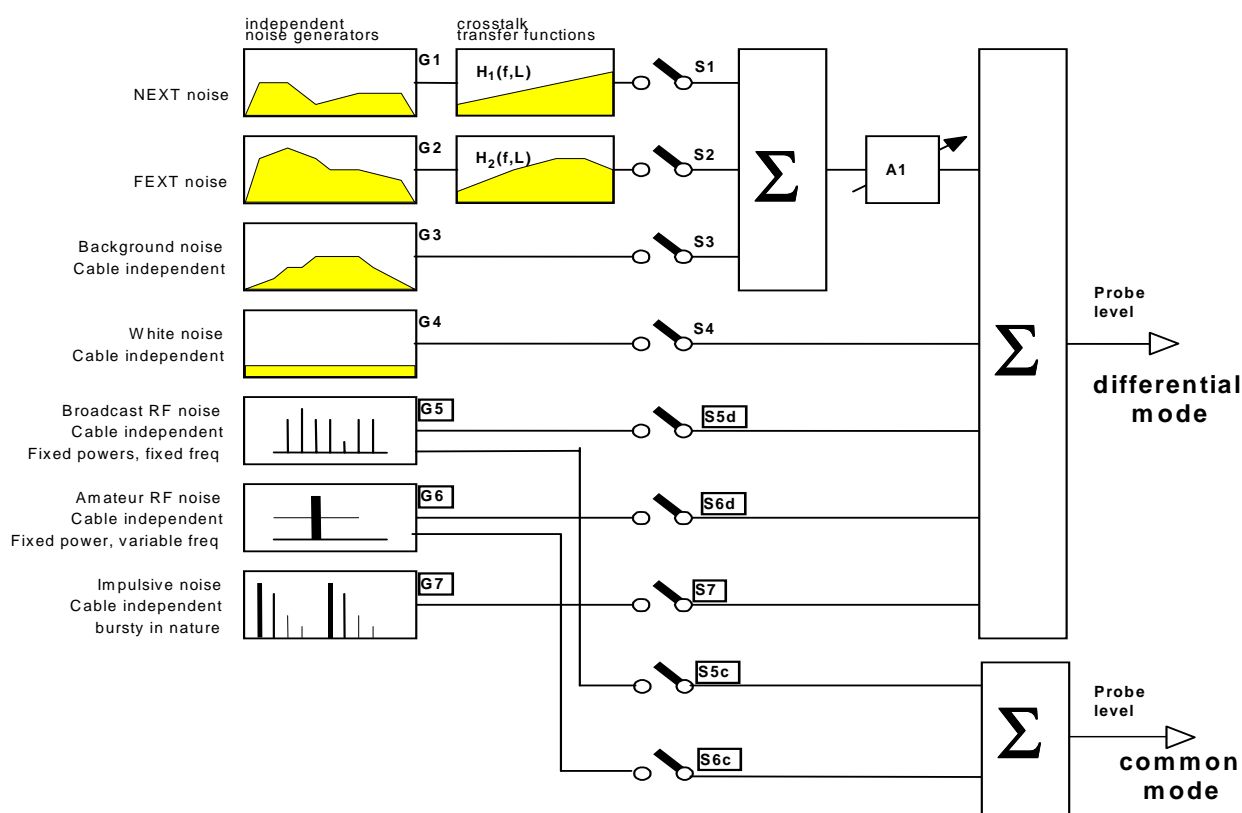 independent
noise generators
crosstalk
transfer functions
NEXT noise
G1
H1(f,L)
S1
FEXT noise
G2
H2(f,L)
S2
Σ
A1
Background noise
Cable independent
G3
S3
White noise
Cable independent
G4
S4
Σ
Probe
level
differential
mode
Broadcast RF noise
Cable independent
Fixed powers, fixed freq
G5
S5d
Amateur RF noise
Cable independent
Fixed power, variable freq
G6
S6d
Impulsive noise
Cable independent
bursty in nature
G7
S7
S5c
S6c
Σ
Probe
level
common
mode